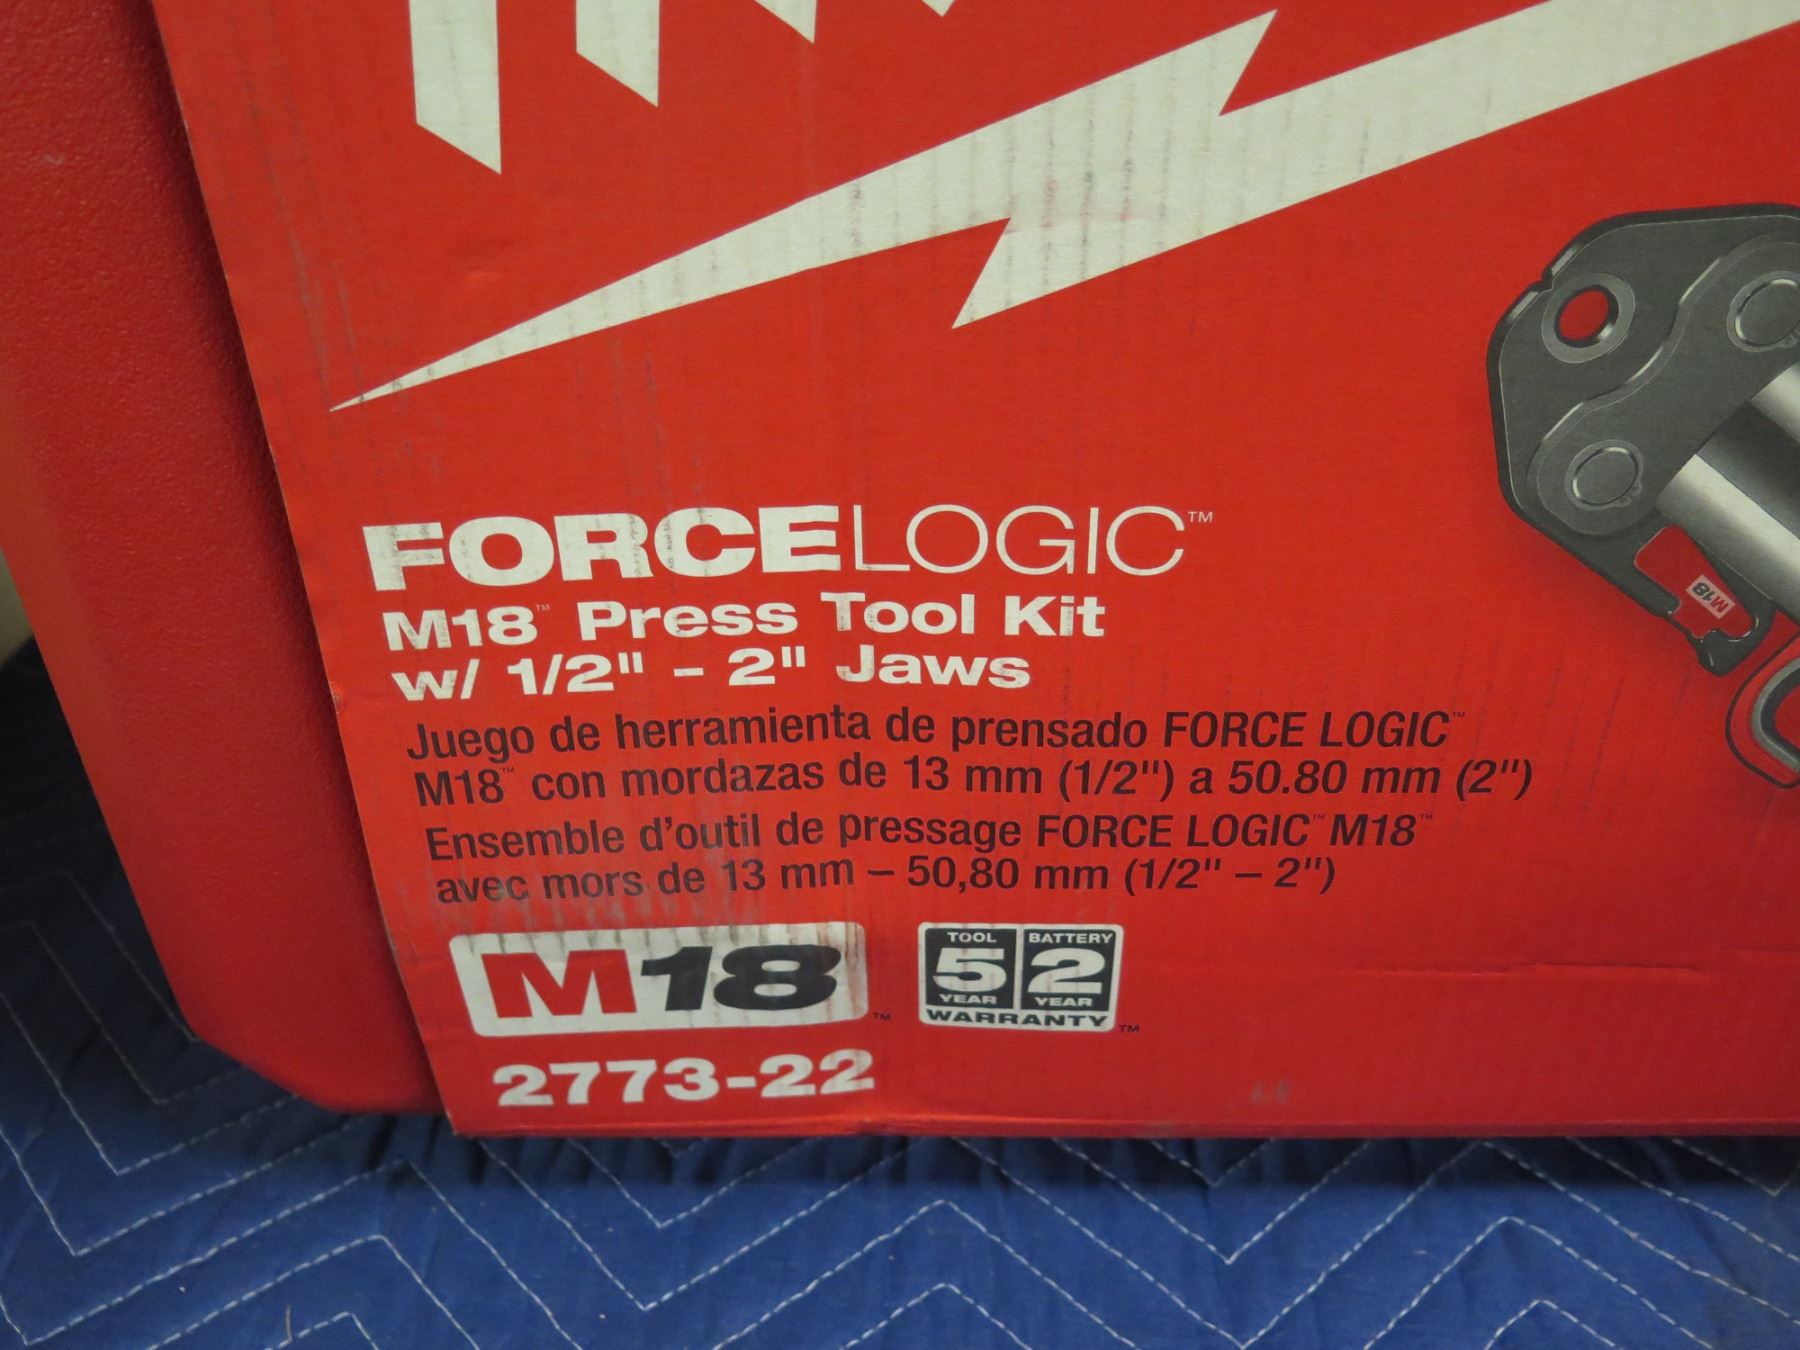 FORCELOGIC™
M18™ Press Tool Kit
w/ 1/2" - 2" Jaws
Juego de herramienta de prensado FORCE LOGIC™
M18™ con mordazas de 13 mm (1/2") a 50.80 mm (2")
Ensemble d'outil de pressage FORCE LOGIC™ M18™
avec mors de 13 mm – 50,80 mm (1/2" – 2")
M18™
TOOL 5 YEAR
BATTERY 2 YEAR
WARRANTY™
2773-22
M18